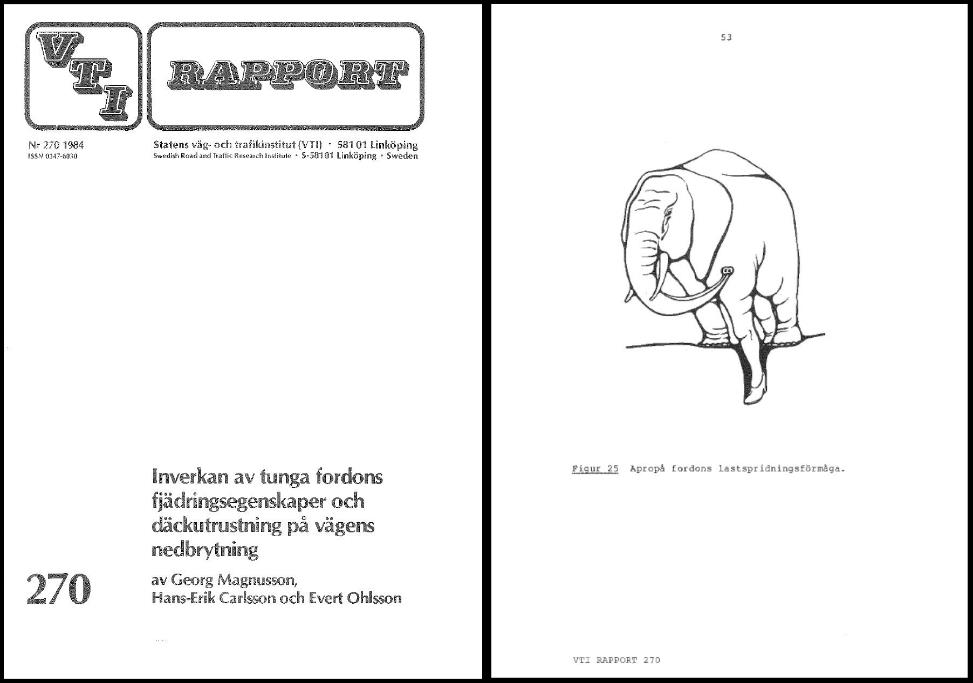 VTI
RAPPORT
Nr 270 1984
ISSN 0347-6030
Statens väg- och trafikinstitut (VTI) · 581 01 Linköping
Swedish Road and Traffic Research Institute · S-581 01 Linköping · Sweden
Inverkan av tunga fordons
fjädringsegenskaper och
däckutrustning på vägens
nedbrytning
270
av Georg Magnusson,
Hans-Erik Carlsson och Evert Ohlsson
53
Figur 25 Apropå fordons lastspridningsförmåga.
VTI RAPPORT 270